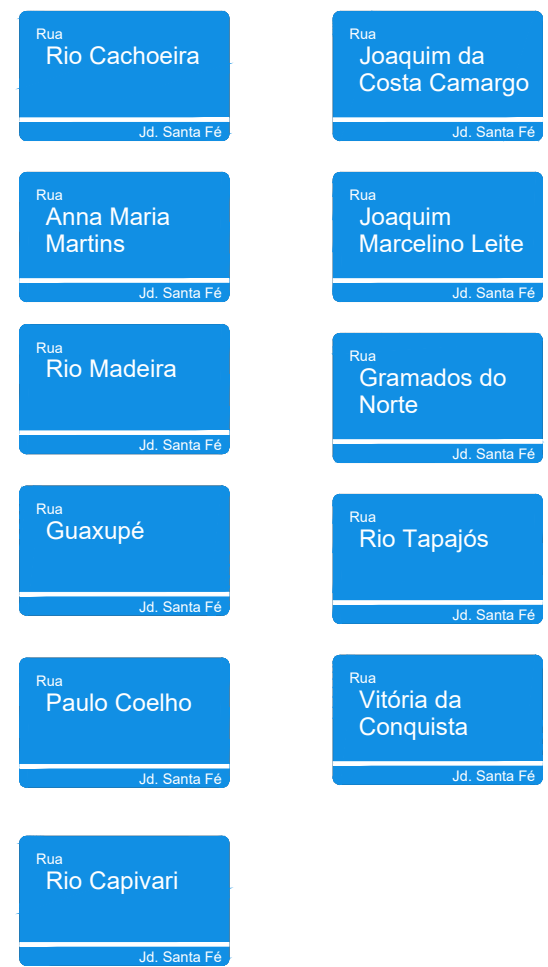 Rua
Rio Cachoeira
Jd. Santa Fé
Rua
Joaquim da
Costa Camargo
Jd. Santa Fé
Rua
Anna Maria
Martins
Jd. Santa Fé
Rua
Joaquim
Marcelino Leite
Jd. Santa Fé
Rua
Rio Madeira
Jd. Santa Fé
Rua
Gramados do
Norte
Jd. Santa Fé
Rua
Guaxupé
Jd. Santa Fé
Rua
Rio Tapajós
Jd. Santa Fé
Rua
Paulo Coelho
Jd. Santa Fé
Rua
Vitória da
Conquista
Jd. Santa Fé
Rua
Rio Capivari
Jd. Santa Fé